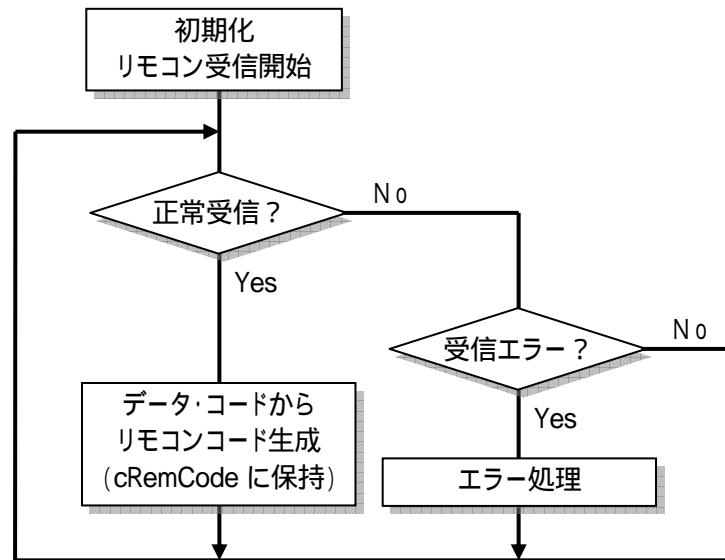 初期化
リモコン受信開始
正常受信？
No
Yes
受信エラー？
No
Yes
データ・コードから
リモコンコード生成
(cRemCode に保持)
エラー処理